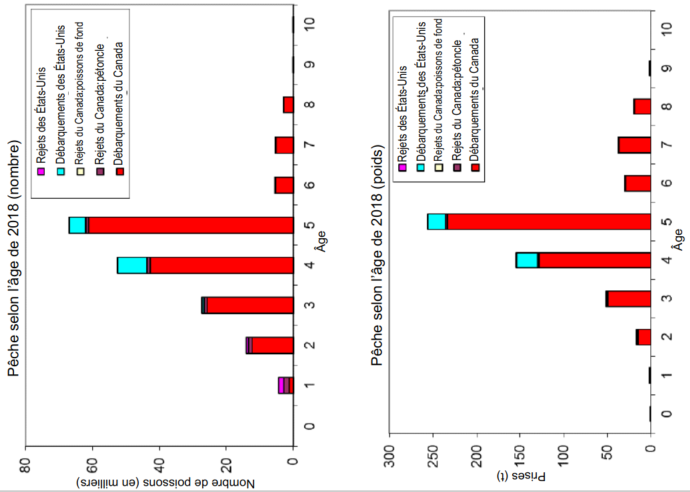 Pêche selon l'âge de 2018 (nombre)
Rejets des États-Unis
Débarquements des États-Unis
Rejets du Canada:poissons de fond
Rejets du Canada:pétoncle
Débarquements du Canada
Nombre de poissons (en milliers)
80
60
40
20
0
0 1 2 3 4 5 6 7 8 9 10
Âge
Pêche selon l'âge de 2018 (poids)
Rejets des États-Unis
Débarquements des États-Unis
Rejets du Canada:poissons de fond
Rejets du Canada:pétoncle
Débarquements du Canada
Prises (t)
300
250
200
150
100
50
0
0 1 2 3 4 5 6 7 8 9 10
Âge